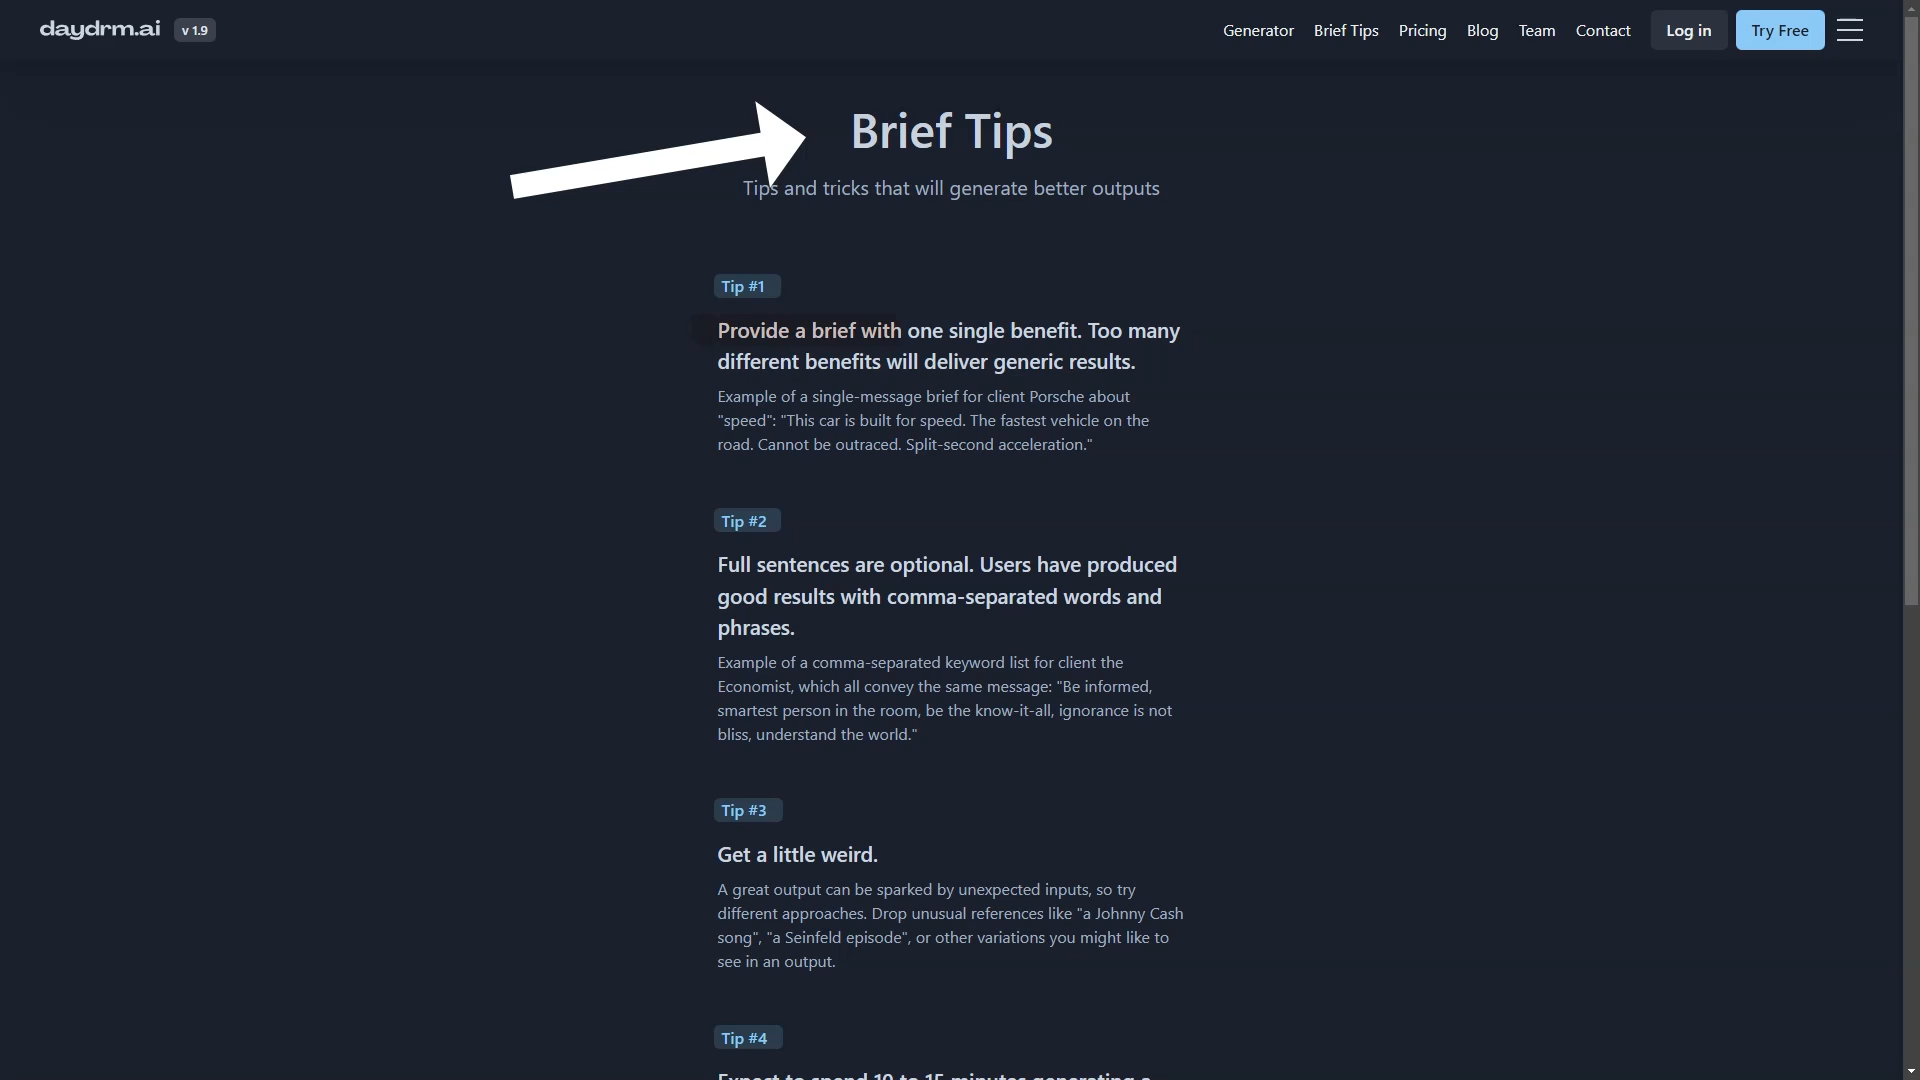 daydrm.ai v 1.9 Generator Brief Tips Pricing Blog Team Contact Log in Try Free
Brief Tips
Tips and tricks that will generate better outputs
Tip #1
Provide a brief with one single benefit. Too many
different benefits will deliver generic results.
Example of a single-message brief for client Porsche about
"speed": "This car is built for speed. The fastest vehicle on the
road. Cannot be outraced. Split-second acceleration."
Tip #2
Full sentences are optional. Users have produced
good results with comma-separated words and
phrases.
Example of a comma-separated keyword list for client the
Economist, which all convey the same message: "Be informed,
smartest person in the room, be the know-it-all, ignorance is not
bliss, understand the world."
Tip #3
Get a little weird.
A great output can be sparked by unexpected inputs, so try
different approaches. Drop unusual references like "a Johnny Cash
song", "a Seinfeld episode", or other variations you might like to
see in an output.
Tip #4
Expect to spend 10 to 15 minutes generating a